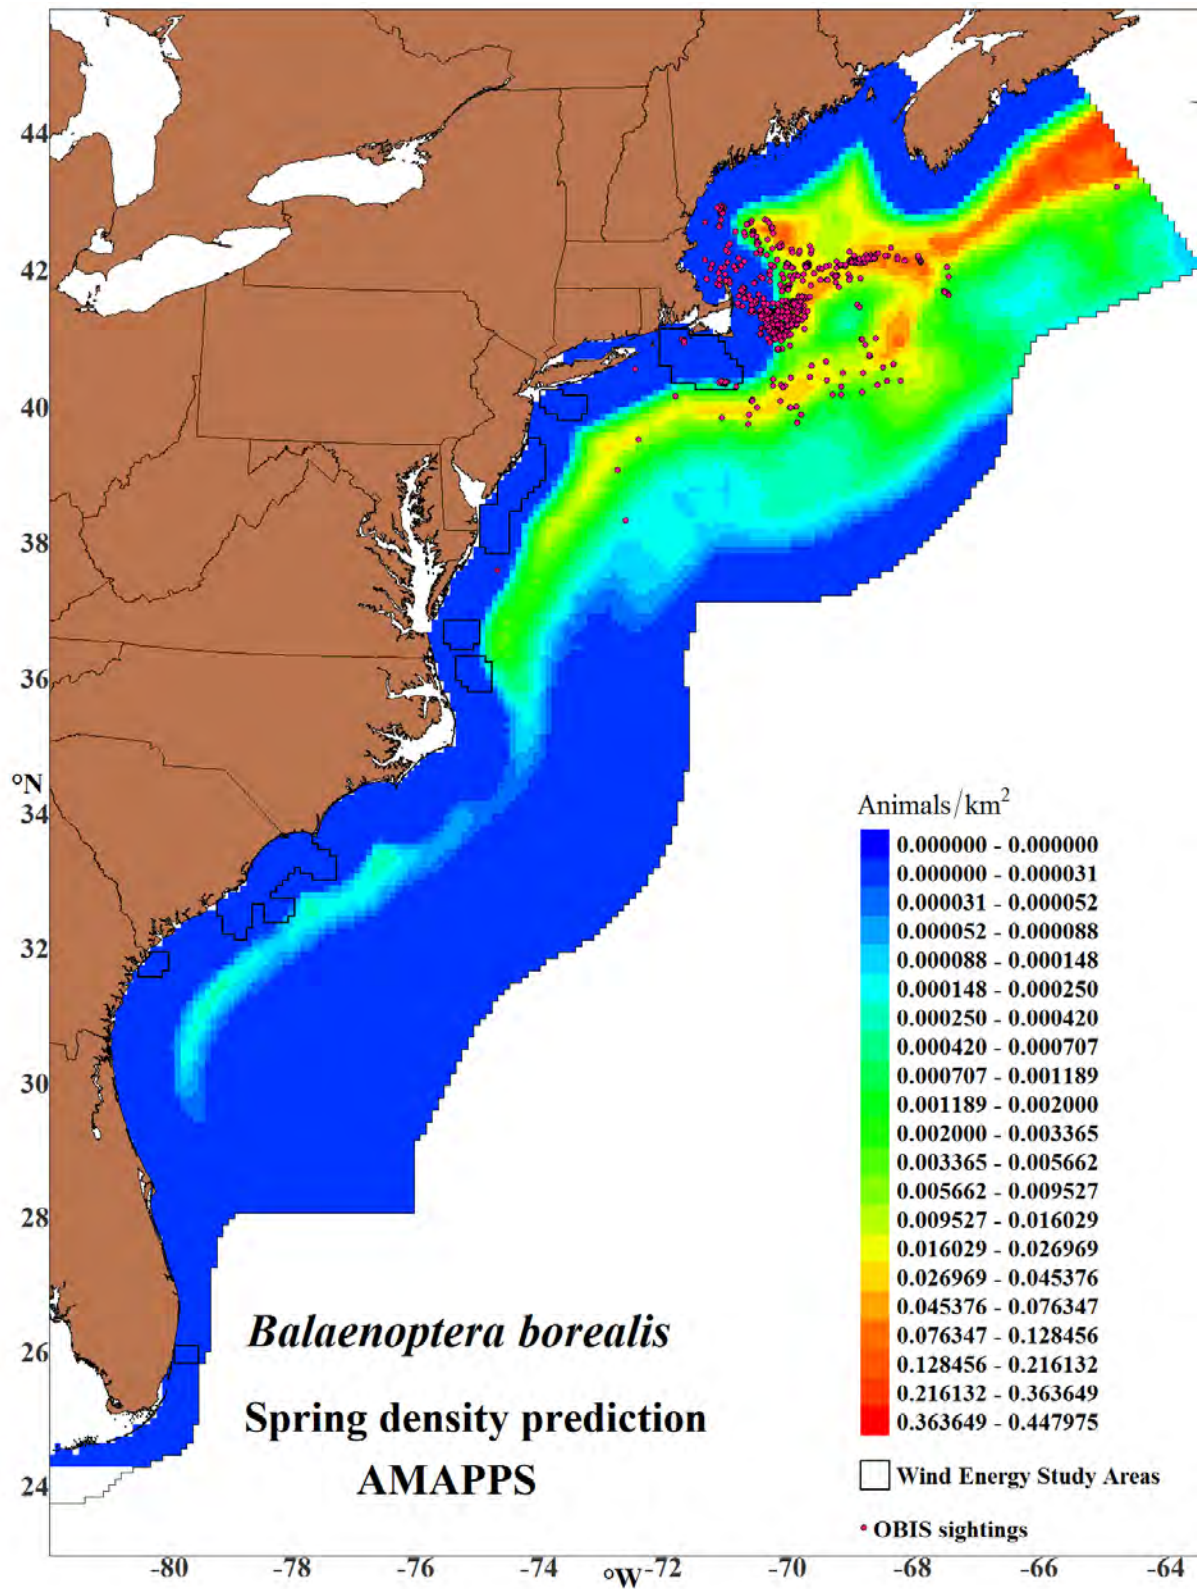 44
42
40
38
36
°N
34
32
30
28
26
24
Animals/km²
0.000000 - 0.000000
0.000000 - 0.000031
0.000031 - 0.000052
0.000052 - 0.000088
0.000088 - 0.000148
0.000148 - 0.000250
0.000250 - 0.000420
0.000420 - 0.000707
0.000707 - 0.001189
0.001189 - 0.002000
0.002000 - 0.003365
0.003365 - 0.005662
0.005662 - 0.009527
0.009527 - 0.016029
0.016029 - 0.026969
0.026969 - 0.045376
0.045376 - 0.076347
0.076347 - 0.128456
0.128456 - 0.216132
0.216132 - 0.363649
0.363649 - 0.447975
Wind Energy Study Areas
OBIS sightings
Balaenoptera borealis
Spring density prediction
AMAPPS
-80 -78 -76 -74 °W -72 -70 -68 -66 -64